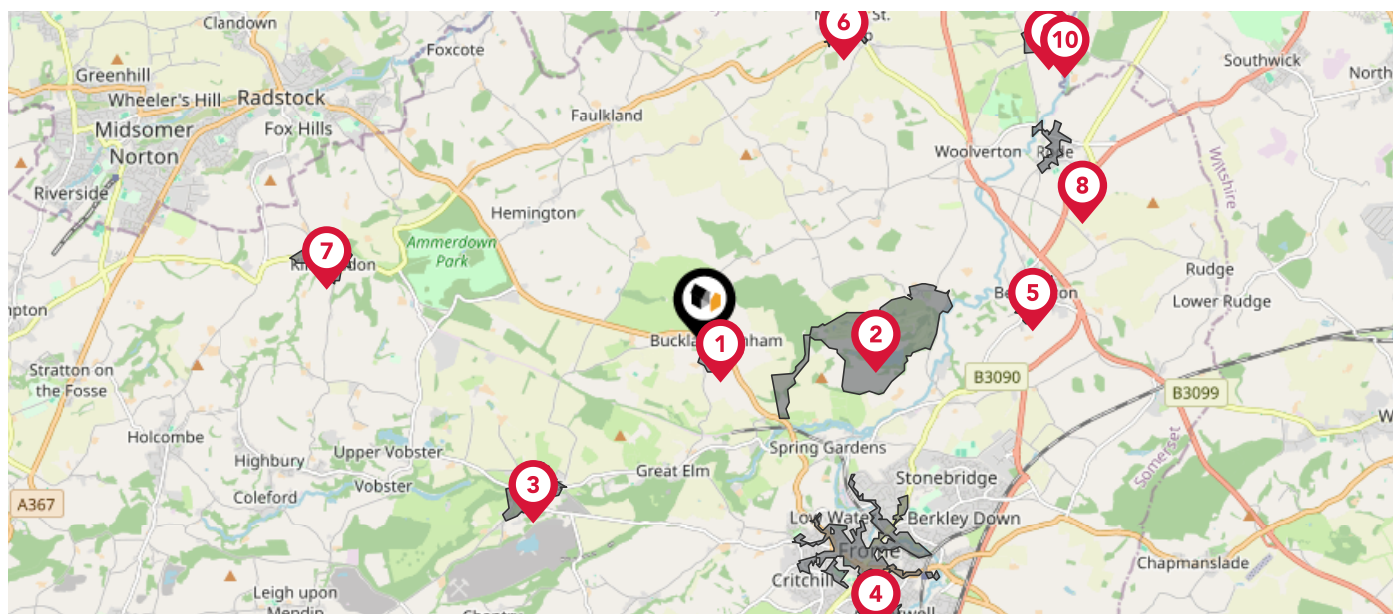 Clandown
6
St.
10
Foxcote
Southwick
Greenhill
North
Wheeler's Hill
Radstock
Faulkland
Midsomer
Norton
Fox Hills
Woolverton
Riverside
8
Wiltshire
Hemington
7
Ammerdown
Park
Rudge
5
Lower Rudge
1
2
Stratton on
the Fosse
B3090
B3099
Holcombe
Upper Vobster
Spring Gardens
Somerset
Highbury
Great Elm
Stonebridge
Vobster
3
Coleford
A367
Berkley Down
Frome
Chapmanslade
Critchill
4
Leigh upon
Mendip